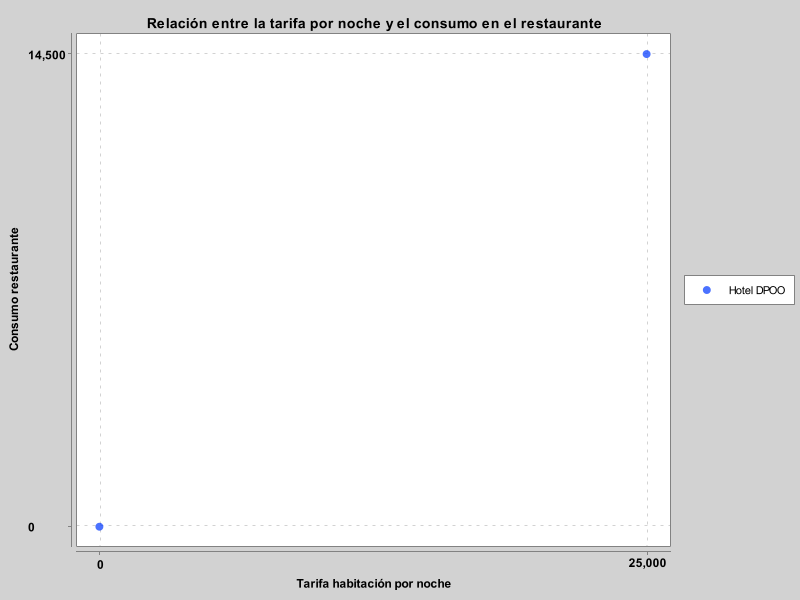 Relación entre la tarifa por noche y el consumo en el restaurante
14,500
Consumo restaurante
Hotel DPOO
0
0
25,000
Tarifa habitación por noche